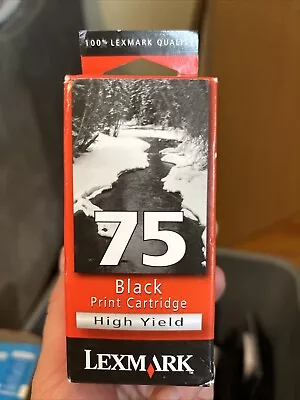 100% LEXMARK QUALITY
75
Black
Print Cartridge
High Yield
LEXMARK